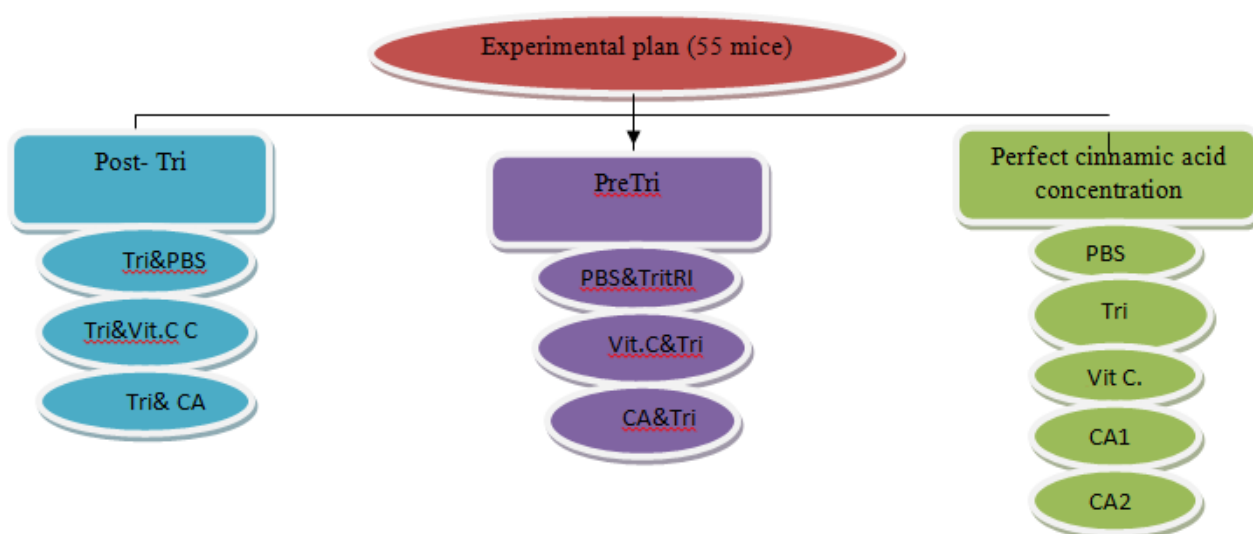 Experimental plan (55 mice)
Post- Tri
Tri&PBS
Tri&Vit.C C
Tri& CA
PreTri
PBS&TritRI
Vit.C&Tri
CA&Tri
Perfect cinnamic acid
concentration
PBS
Tri
Vit C.
CA1
CA2